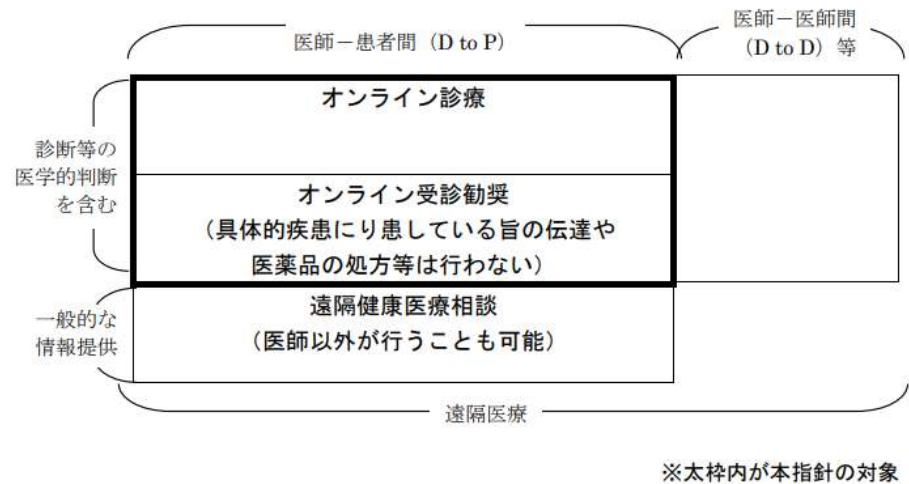 医師－患者間（D to P）
医師－医師間
（D to D）等
オンライン診療
診断等の
医学的判断
を含む
オンライン受診勧奨
（具体的疾患にり患している旨の伝達や
医薬品の処方等は行わない）
一般的な
情報提供
遠隔健康医療相談
（医師以外が行うことも可能）
遠隔医療
※太枠内が本指針の対象